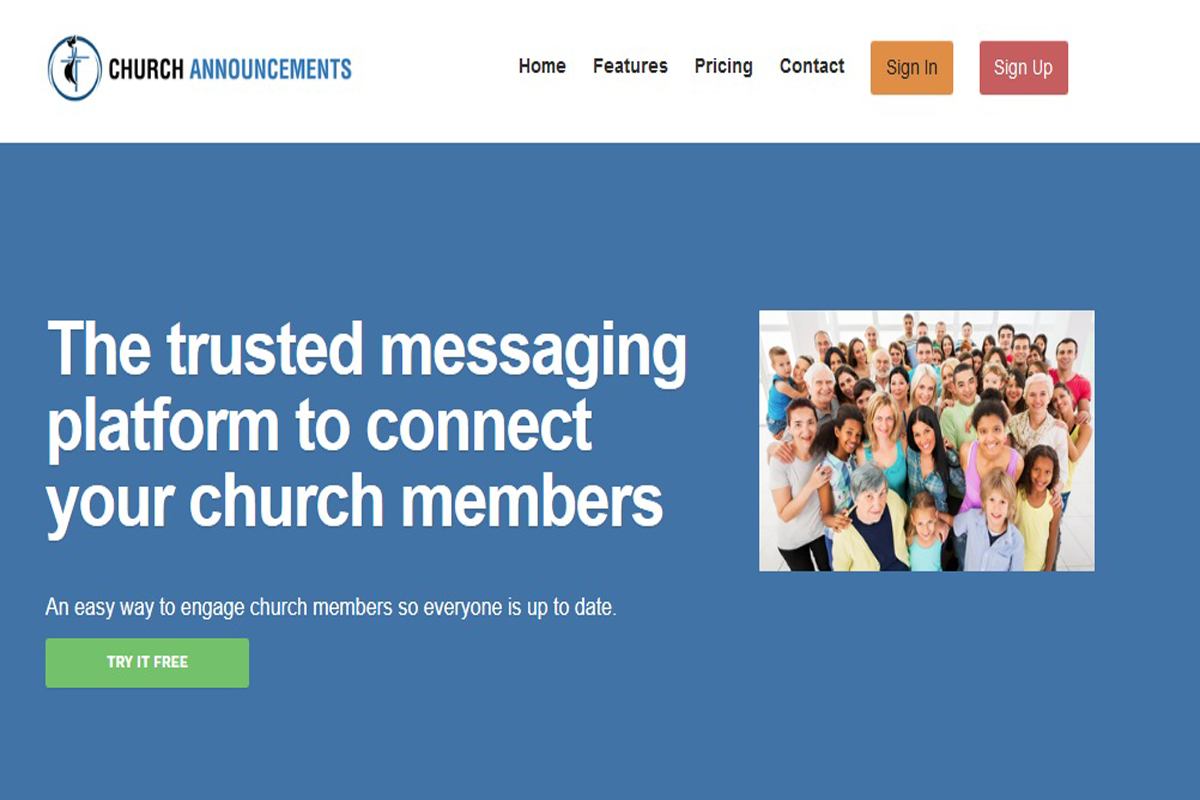 CHURCH ANNOUNCEMENTS
Home Features Pricing Contact Sign In Sign Up
The trusted messaging
platform to connect
your church members
An easy way to engage church members so everyone is up to date.
TRY IT FREE